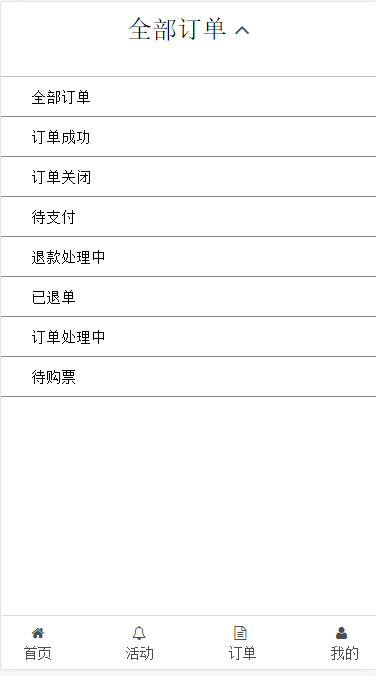 全部订单
全部订单
订单成功
订单关闭
待支付
退款处理中
已退单
订单处理中
待购票
首页 活动 订单 我的